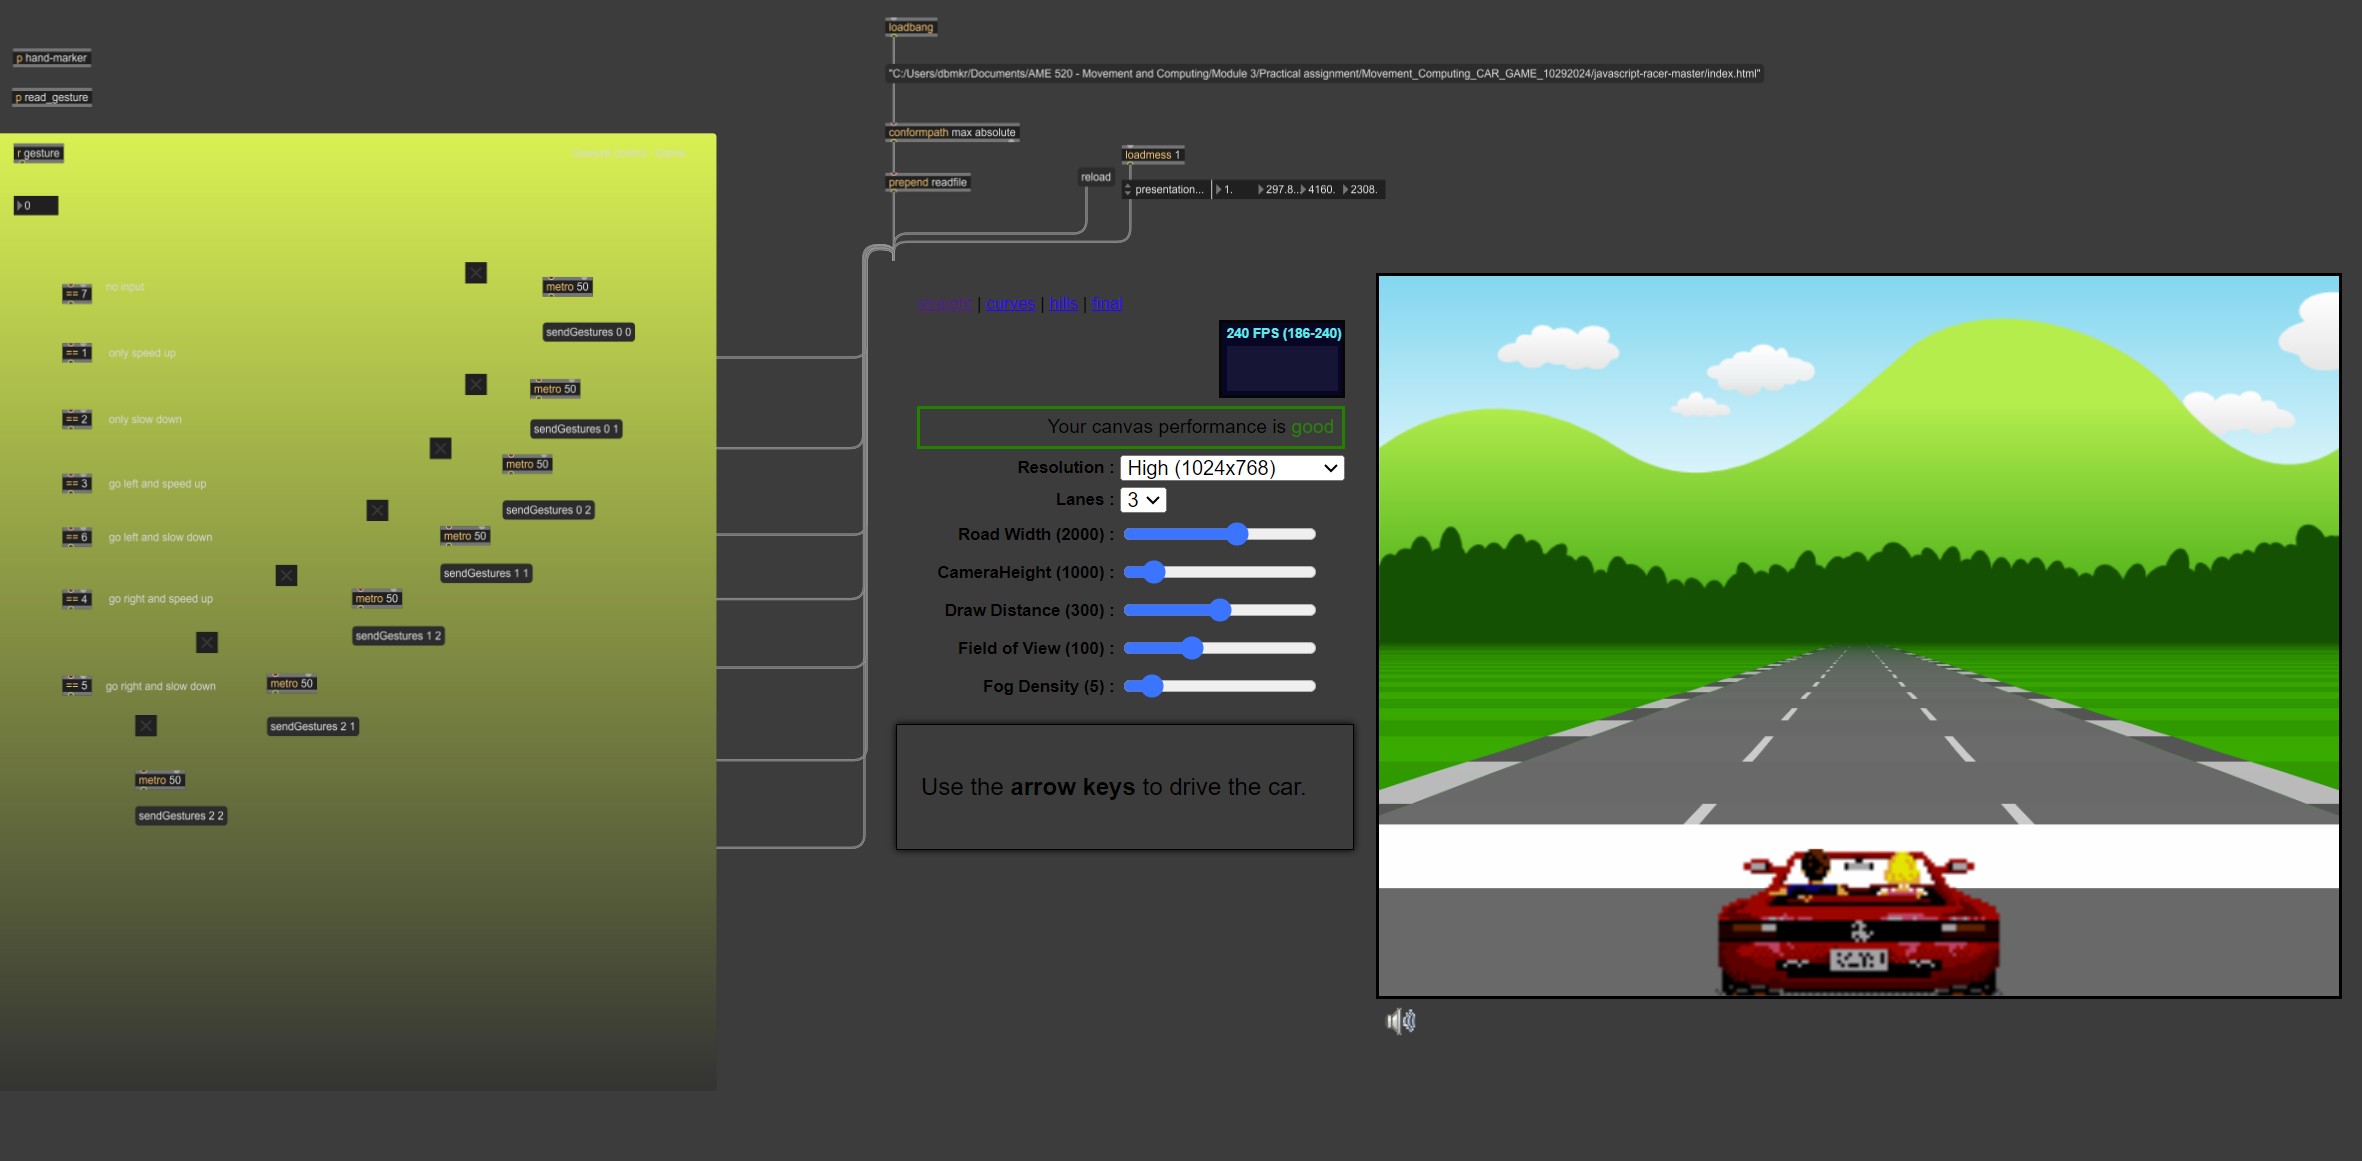 loadbang
p hand-marker
"C:/Users/dbmkr/Documents/AME 520 - Movement and Computing/Module 3/Practical assignment/Movement_Computing_CAR_GAME_10292024/javascript-racer-master/index.html"
p read_gesture
conformpath max absolute
r gesture
loadmess 1
prepend readfile
reload
presentation... 1. 297.8.. 4160. 2308.
0
== 7 no input
metro 50
sendGestures 0 0
== 1 only speed up
metro 50
sendGestures 0 1
== 2 only slow down
metro 50
sendGestures 0 2
== 3 go left and speed up
metro 50
sendGestures 1 1
== 6 go left and slow down
metro 50
sendGestures 1 2
== 4 go right and speed up
metro 50
sendGestures 2 1
== 5 go right and slow down
metro 50
sendGestures 2 2
straight | curves | hills | final
240 FPS (186-240)
Your canvas performance is good
Resolution : High (1024x768)
Lanes : 3
Road Width (2000) :
CameraHeight (1000) :
Draw Distance (300) :
Field of View (100) :
Fog Density (5) :
Use the arrow keys to drive the car.